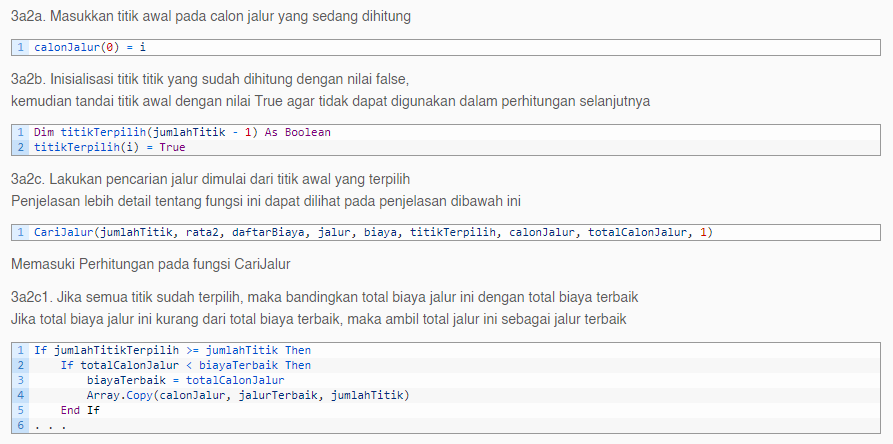 3a2a. Masukkan titik awal pada calon jalur yang sedang dihitung
1 calonJalur(0) = i
3a2b. Inisialisasi titik titik yang sudah dihitung dengan nilai false,
kemudian tandai titik awal dengan nilai True agar tidak dapat digunakan dalam perhitungan selanjutnya
1 Dim titikTerpilih(jumlahTitik - 1) As Boolean
2 titikTerpilih(i) = True
3a2c. Lakukan pencarian jalur dimulai dari titik awal yang terpilih
Penjelasan lebih detail tentang fungsi ini dapat dilihat pada penjelasan dibawah ini
1 CariJalur(jumlahTitik, rata2, daftarBiaya, jalur, biaya, titikTerpilih, calonJalur, totalCalonJalur, 1)
Memasuki Perhitungan pada fungsi CariJalur
3a2c1. Jika semua titik sudah terpilih, maka bandingkan total biaya jalur ini dengan total biaya terbaik
Jika total biaya jalur ini kurang dari total biaya terbaik, maka ambil total jalur ini sebagai jalur terbaik
1 If jumlahTitikTerpilih >= jumlahTitik Then
2     If totalCalonJalur < biayaTerbaik Then
3         biayaTerbaik = totalCalonJalur
4         Array.Copy(calonJalur, jalurTerbaik, jumlahTitik)
5     End If
6 . . .